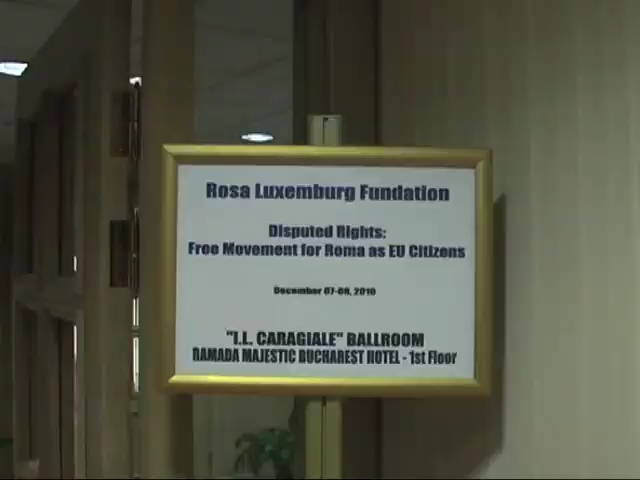 Rosa Luxemburg Fundation
Disputed Rights:
Free Movement for Roma as EU Citizens
December 07-08, 2010
"I.L. CARAGIALE" BALLROOM
RAMADA MAJESTIC BUCHAREST HOTEL - 1st Floor